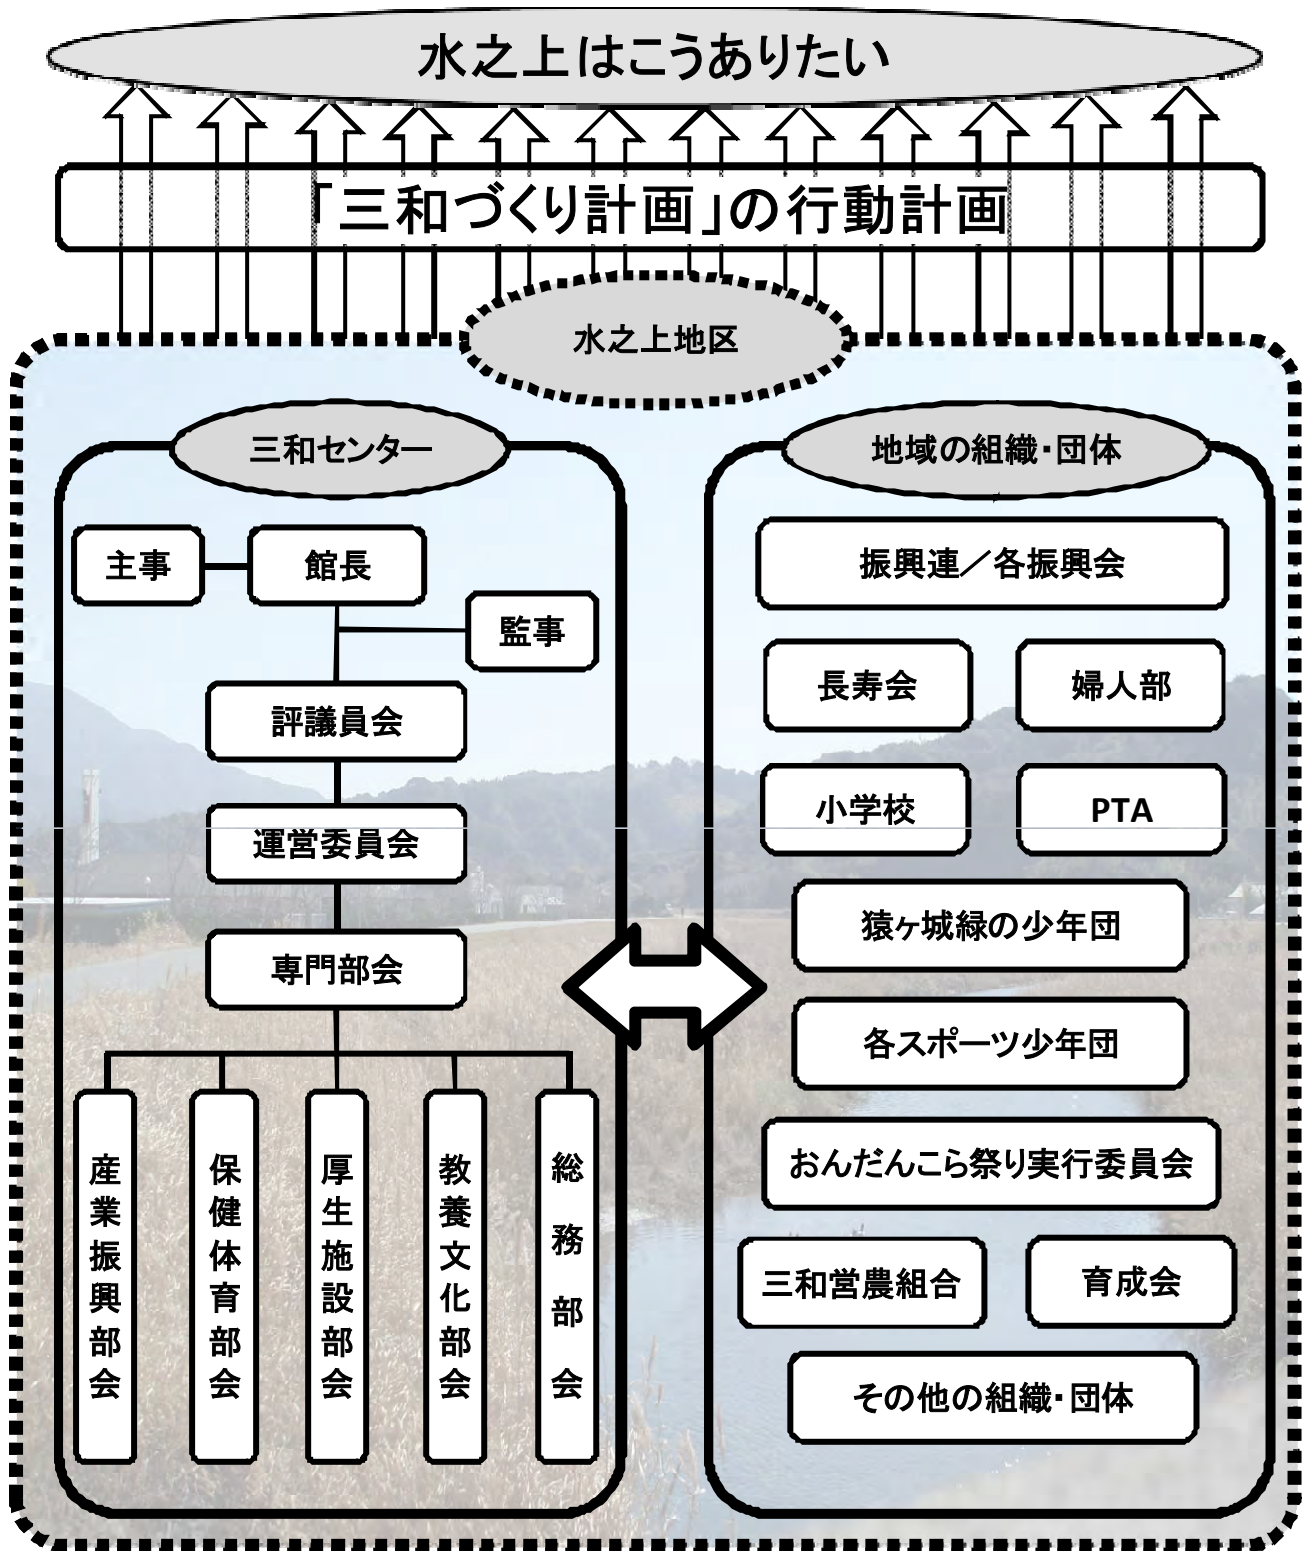 水之上はこうありたい
「三和づくり計画」の行動計画
水之上地区
三和センター
主事
館長
監事
評議員会
運営委員会
専門部会
産業振興部会
保健体育部会
厚生施設部会
教養文化部会
総務部会
地域の組織・団体
振興連／各振興会
長寿会
婦人部
小学校
PTA
猿ヶ城緑の少年団
各スポーツ少年団
おんだんこら祭り実行委員会
三和営農組合
育成会
その他の組織・団体